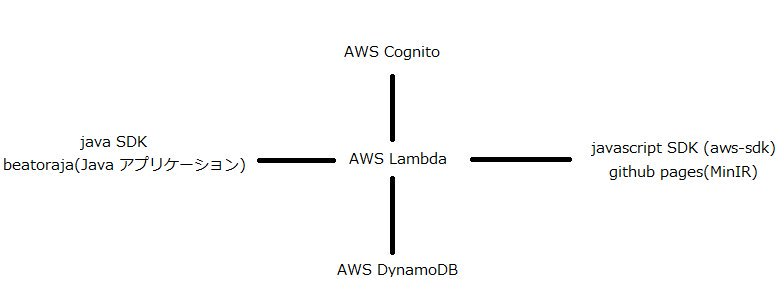 AWS Cognito
java SDK
beatoraja(Java アプリケーション)
AWS Lambda
javascript SDK (aws-sdk)
github pages(MinIR)
AWS DynamoDB